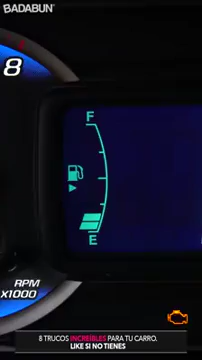 BADABUN
8
F
E
RPM
x1000
8 TRUCOS INCREÍBLES PARA TU CARRO.
LIKE SI NO TIENES